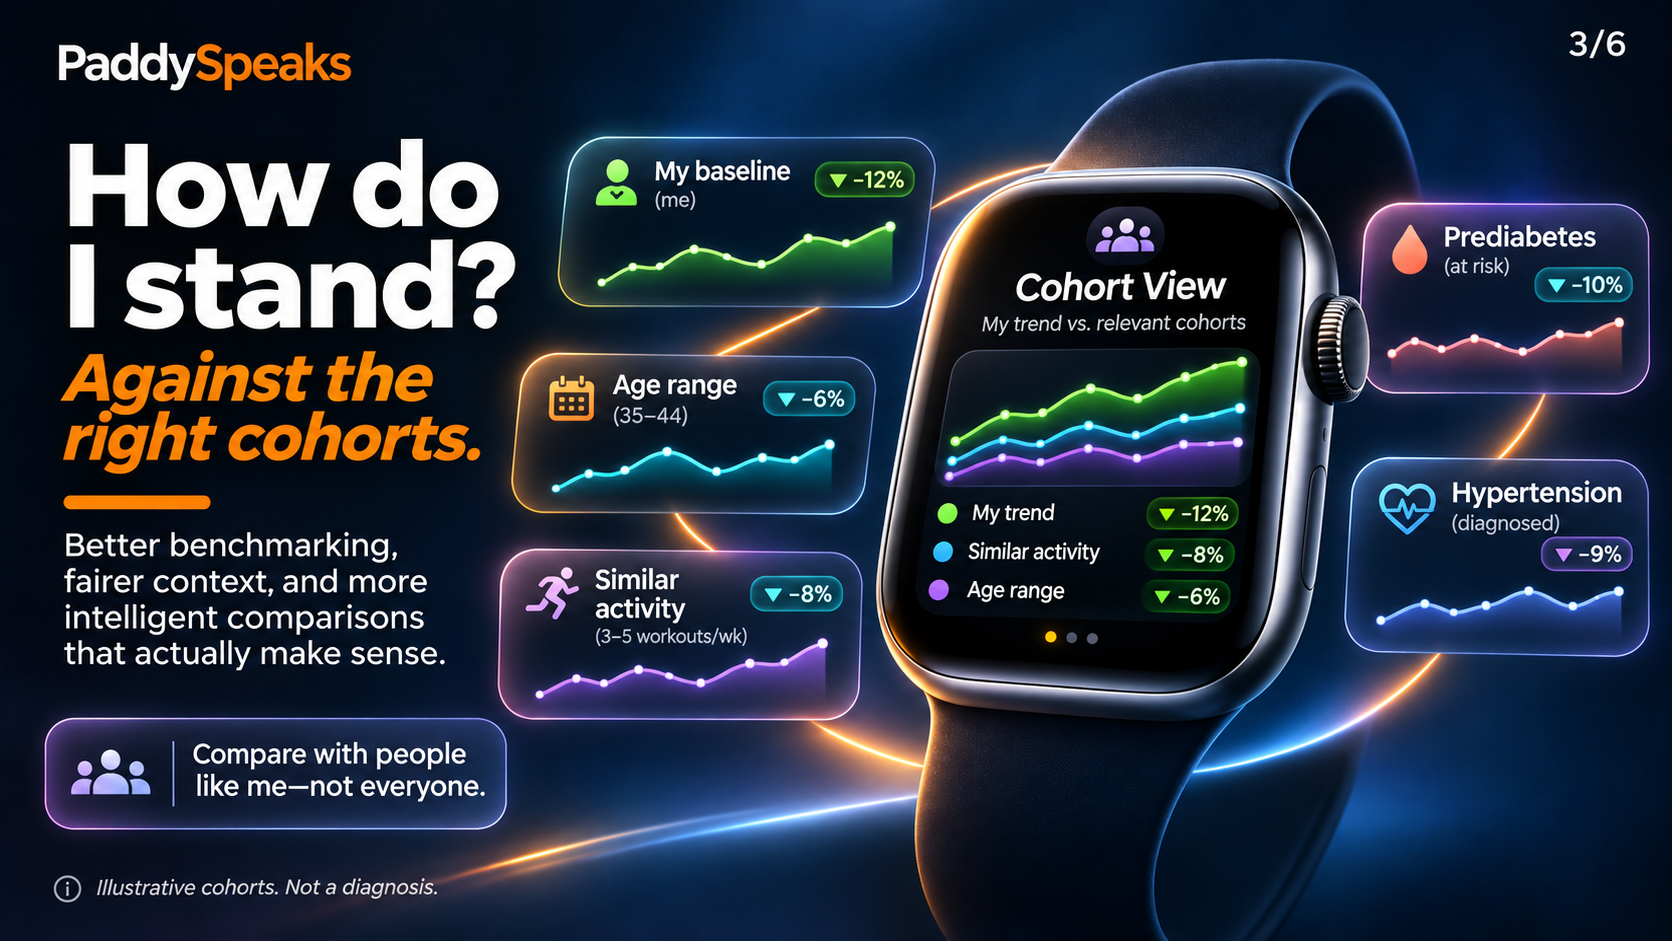 PaddySpeaks
3/6
How do
I stand?
Against the
right cohorts.
Better benchmarking,
fairer context, and more
intelligent comparisons
that actually make sense.
Compare with people
like me—not everyone.
Illustrative cohorts. Not a diagnosis.
My baseline
(me)
▼ -12%
Age range
(35–44)
▼ -6%
Similar
activity
(3–5 workouts/wk)
▼ -8%
Cohort View
My trend vs. relevant cohorts
My trend ▼ -12%
Similar activity ▼ -8%
Age range ▼ -6%
Prediabetes
(at risk)
▼ -10%
Hypertension
(diagnosed)
▼ -9%